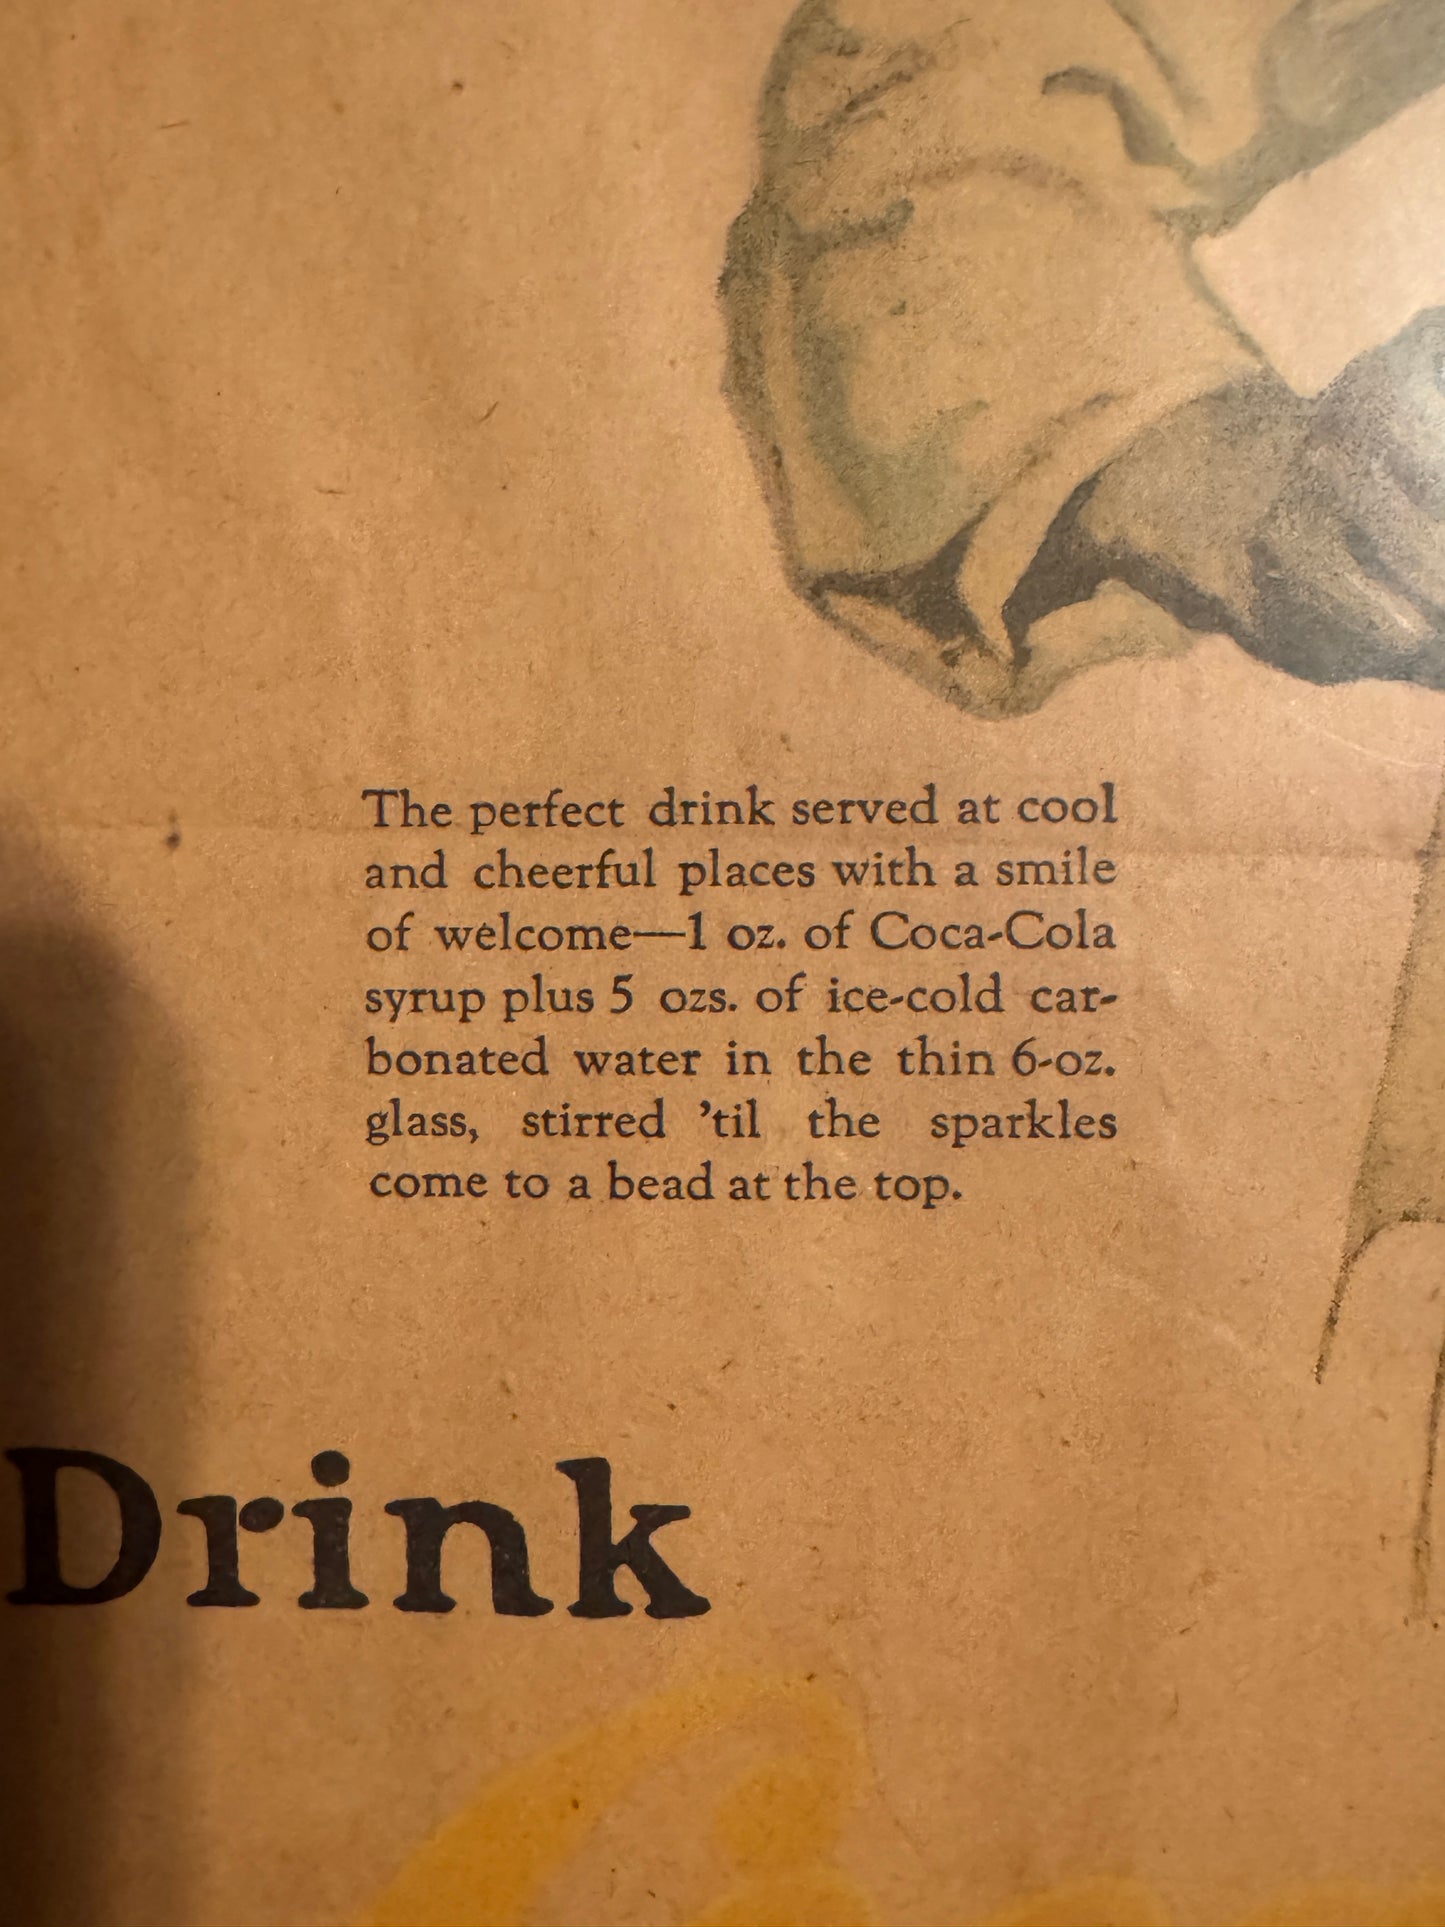 The perfect drink served at cool
and cheerful places with a smile
of welcome—1 oz. of Coca-Cola
syrup plus 5 ozs. of ice-cold car-
bonated water in the thin 6-oz.
glass, stirred ’til the sparkles
come to a bead at the top.
Drink